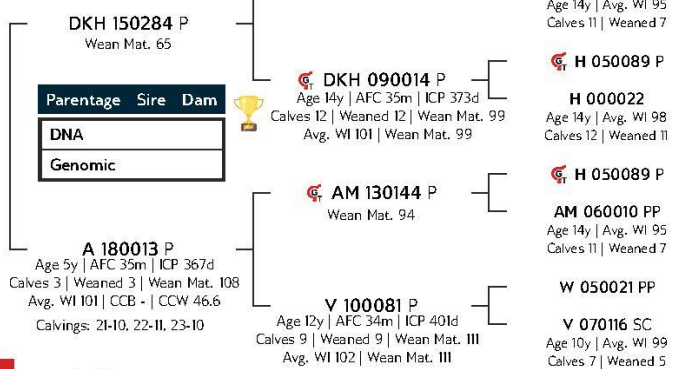 Age 14y | Avg. WI 95
Calves 11 | Weaned 7
DKH 150284 P
Wean Mat. 65
GT H 050089 P
GT DKH 090014 P
Age 14y | AFC 35m | ICP 373d
Calves 12 | Weaned 12 | Wean Mat. 99
Avg. WI 101 | Wean Mat. 99
H 000022
Age 14y | Avg. WI 98
Calves 12 | Weaned 11
Parentage Sire Dam
DNA
Genomic
GT H 050089 P
GT AM 130144 P
Wean Mat. 94
AM 060010 PP
Age 14y | Avg. WI 95
Calves 11 | Weaned 7
A 180013 P
Age 5y | AFC 35m | ICP 367d
Calves 3 | Weaned 3 | Wean Mat. 108
Avg. WI 101 | CCB - | CCW 46.6
Calvings: 21-10, 22-11, 23-10
W 050021 PP
V 100081 P
Age 12y | AFC 34m | ICP 401d
Calves 9 | Weaned 9 | Wean Mat. 111
Avg. WI 102 | Wean Mat. 111
V 070116 SC
Age 10y | Avg. WI 99
Calves 7 | Weaned 5